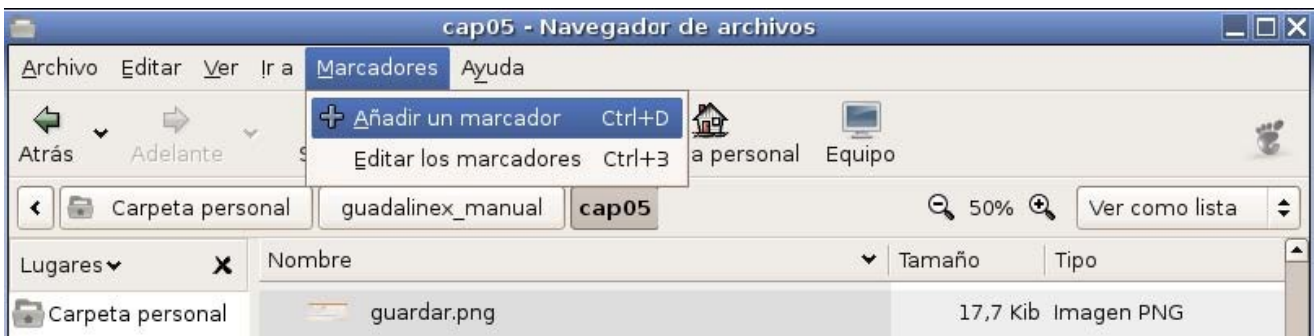 cap05 - Navegador de archivos
Archivo Editar Ver Ir a Marcadores Ayuda
Añadir un marcador Ctrl+D
Editar los marcadores Ctrl+B
Atrás Adelante S a personal Equipo
Carpeta personal guadalinex_manual cap05 50% Ver como lista
Lugares Nombre Tamaño Tipo
Carpeta personal guardar.png 17,7 Kib Imagen PNG